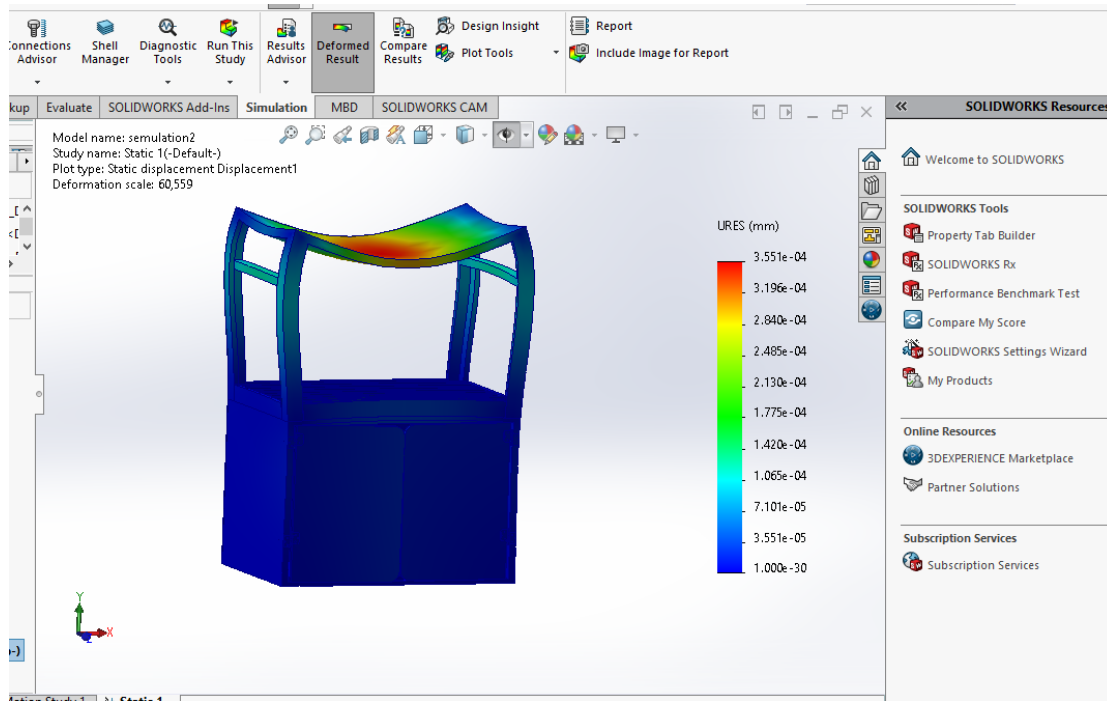 Design Insight
Report
Connections Advisor
Shell Manager
Diagnostic Tools
Run This Study
Results Advisor
Deformed Result
Compare Results
Plot Tools
Include Image for Report
kup
Evaluate
SOLIDWORKS Add-Ins
Simulation
MBD
SOLIDWORKS CAM
SOLIDWORKS Resources
Model name: semulation2
Study name: Static 1(-Default-)
Plot type: Static displacement Displacement1
Deformation scale: 60,559
URES (mm)
3.551e-04
3.196e-04
2.840e-04
2.485e-04
2.130e-04
1.775e-04
1.420e-04
1.065e-04
7.101e-05
3.551e-05
1.000e-30
Y
X
Z
Welcome to SOLIDWORKS
SOLIDWORKS Tools
Property Tab Builder
SOLIDWORKS Rx
Performance Benchmark Test
Compare My Score
SOLIDWORKS Settings Wizard
My Products
Online Resources
3DEXPERIENCE Marketplace
Partner Solutions
Subscription Services
Subscription Services
Static 1